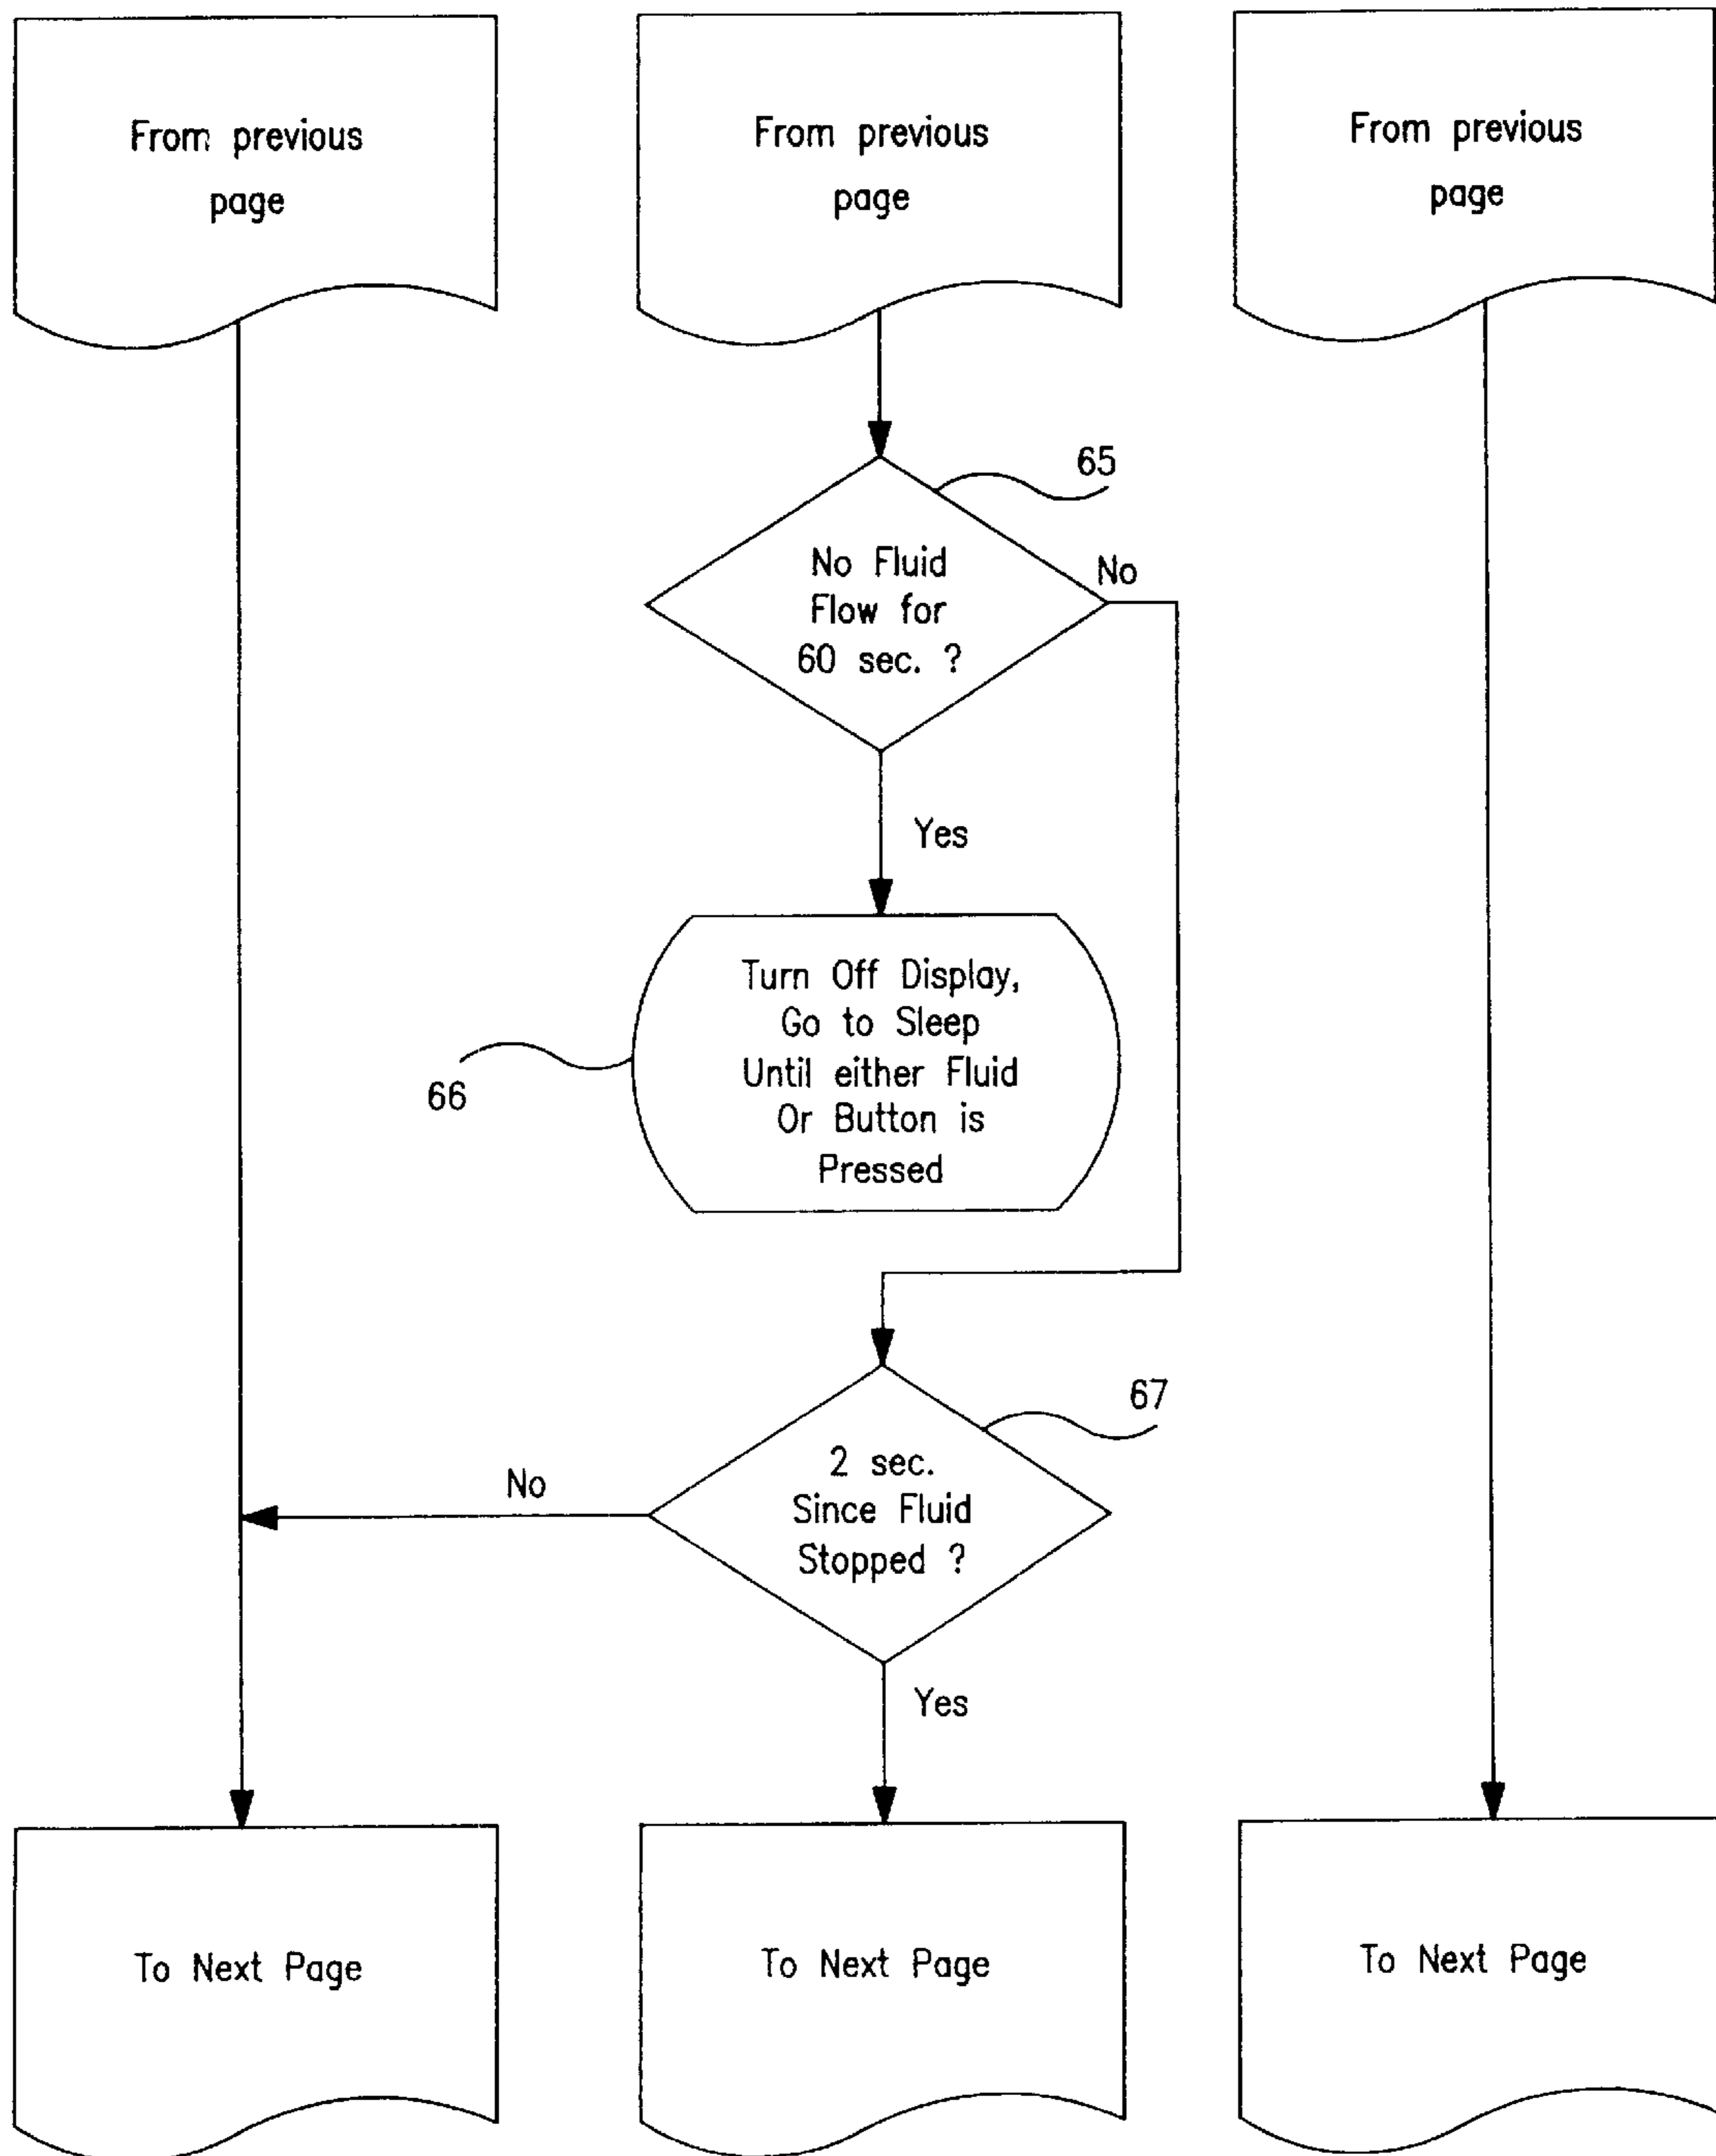 From previous
page
From previous
page
From previous
page
65
No Fluid
Flow for
60 sec. ?
No
Yes
Turn Off Display,
Go to Sleep
Until either Fluid
Or Button is
Pressed
66
67
2 sec.
Since Fluid
Stopped ?
No
Yes
To Next Page
To Next Page
To Next Page